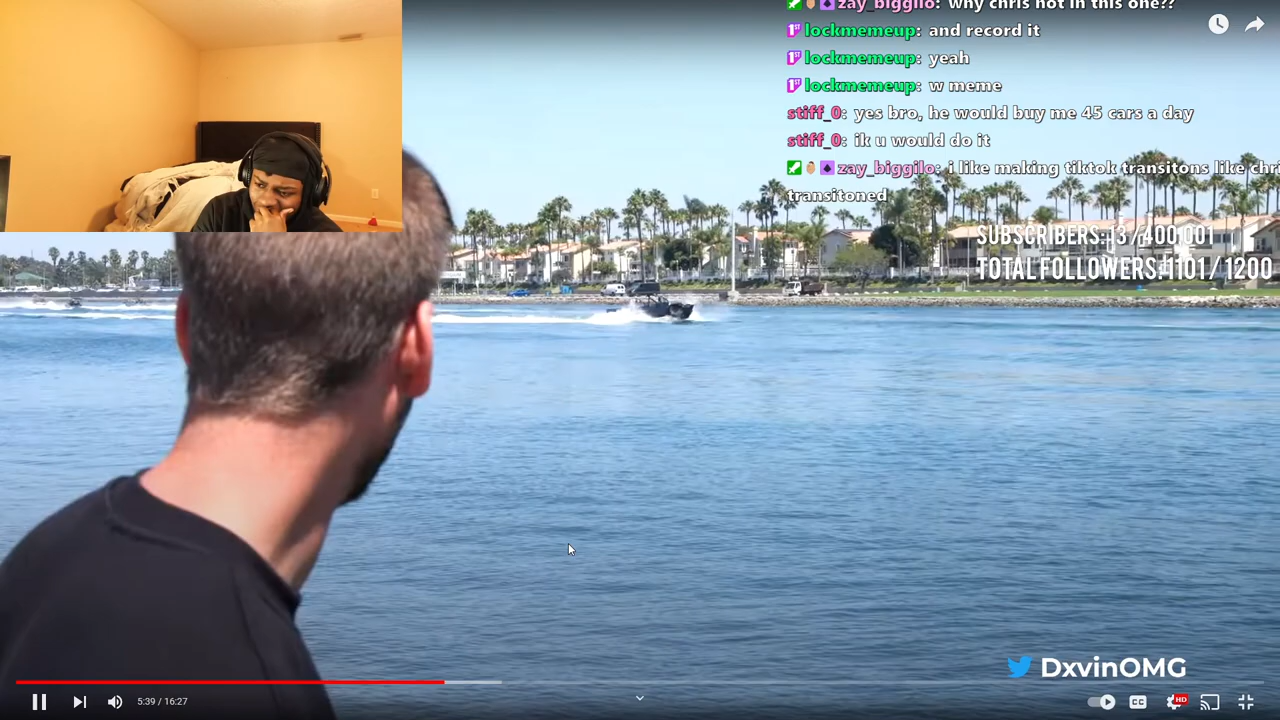 zay_biggilo: why chris not in this one??
lockmemeup: and record it
lockmemeup: yeah
lockmemeup: w meme
stiff_0: yes bro, he would buy me 45 cars a day
stiff_0: ik u would do it
zay_biggilo: i like making tiktok transitons like chri
transitoned
SUBSCRIBERS: 13 / 400,001
TOTAL FOLLOWERS: 1101 / 1200
DxvinOMG
5:39 / 16:27
CC
HD